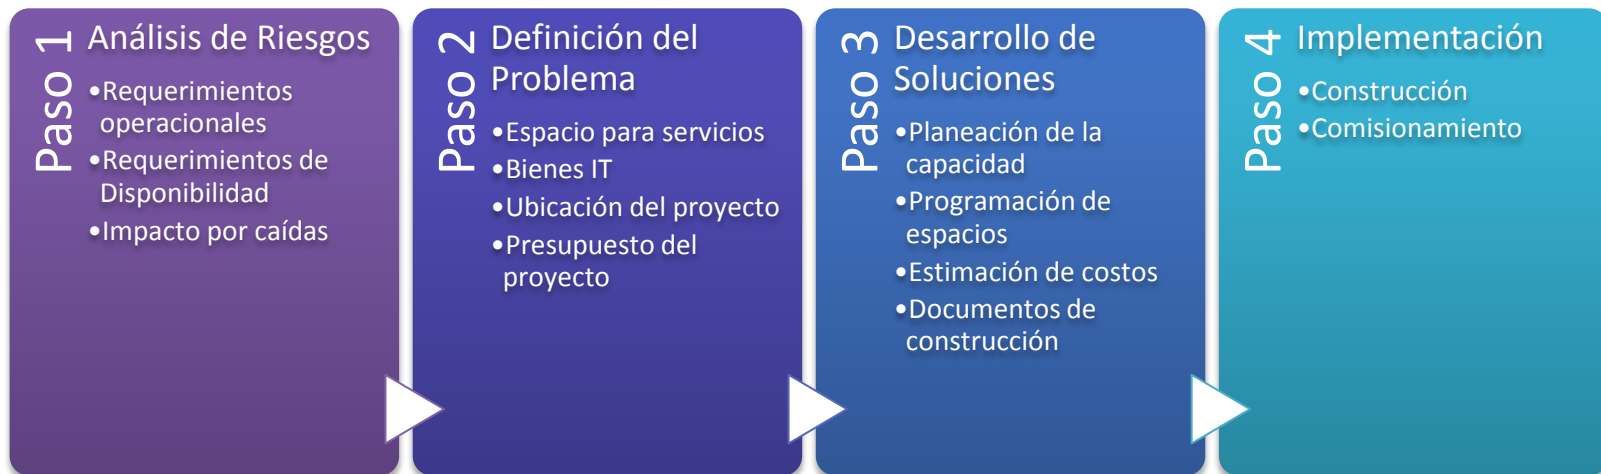 Paso 1
Análisis de Riesgos
•Requerimientos
operacionales
•Requerimientos de
Disponibilidad
•Impacto por caídas
Paso 2
Definición del
Problema
•Espacio para servicios
•Bienes IT
•Ubicación del proyecto
•Presupuesto del
proyecto
Paso 3
Desarrollo de
Soluciones
•Planeación de la
capacidad
•Programación de
espacios
•Estimación de costos
•Documentos de
construcción
Paso 4
Implementación
•Construcción
•Comisionamiento